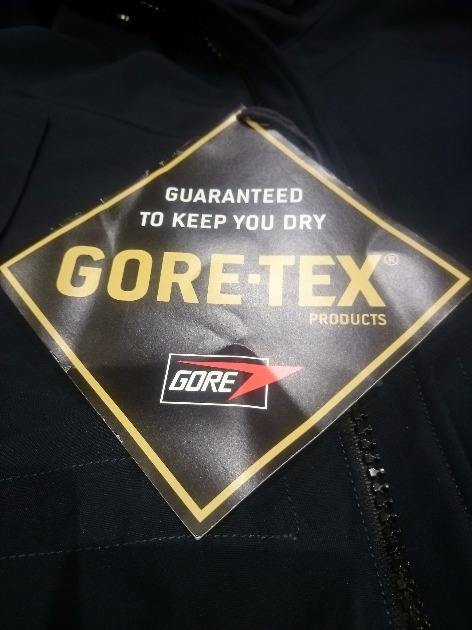 GUARANTEED
TO KEEP YOU DRY
GORE-TEX®
PRODUCTS
GORE